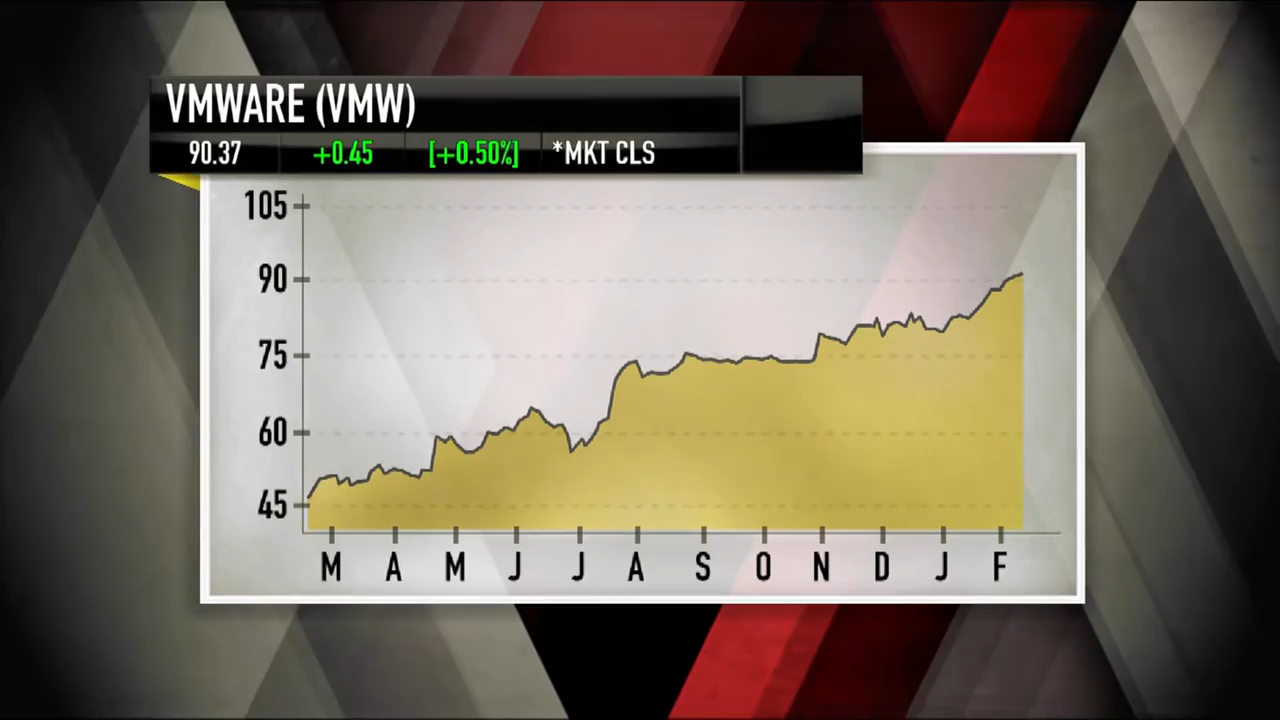 VMWARE (VMW)
90.37 +0.45 [+0.50%] *MKT CLS
105
90
75
60
45
M A M J J A S O N D J F